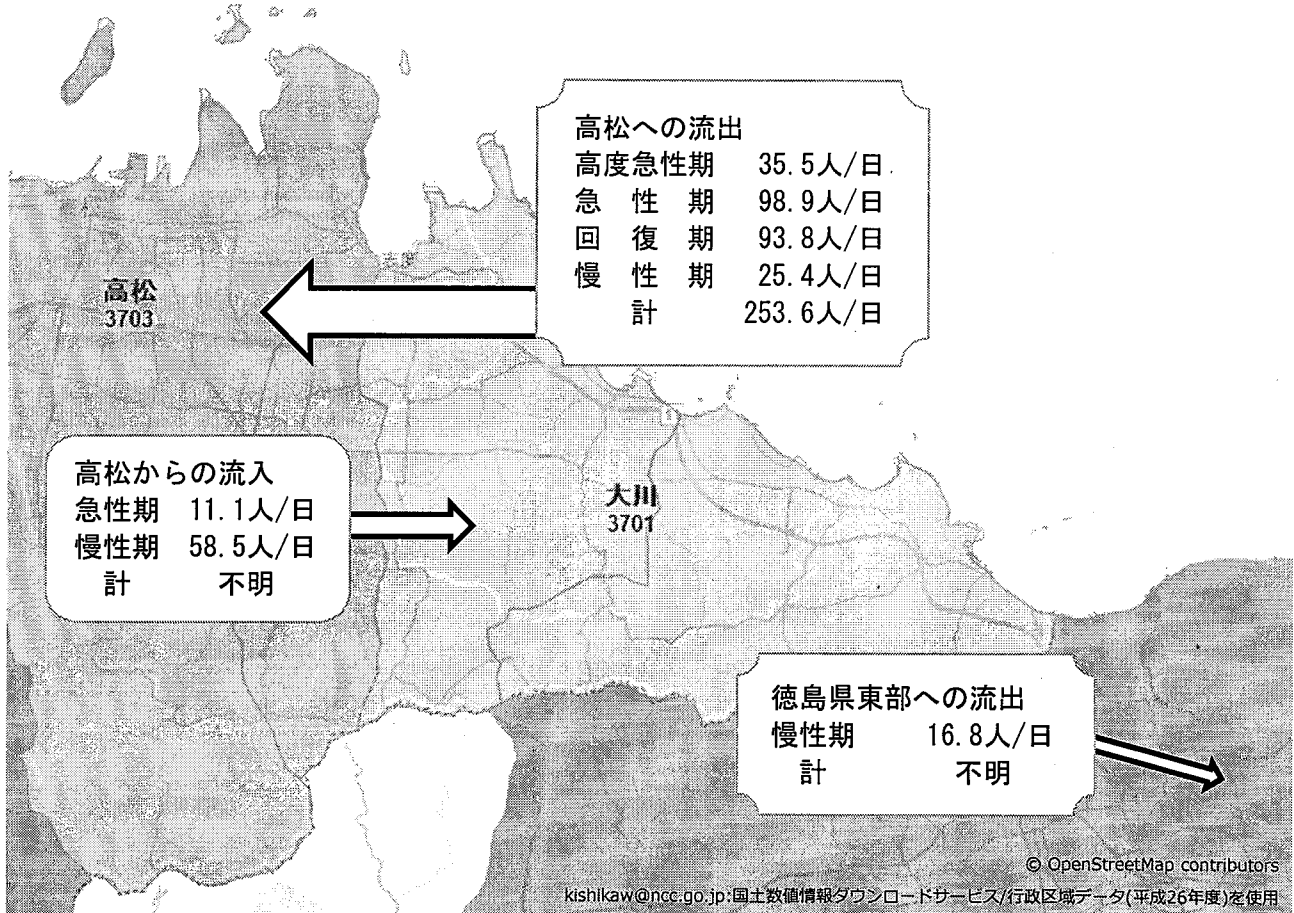 高松への流出
高度急性期 35.5人/日
急性期 98.9人/日
回復期 93.8人/日
慢性期 25.4人/日
計 253.6人/日
志度
高松
3703
高松からの流入
急性期 11.1人/日
慢性期 58.5人/日
計 不明
大川
3701
徳島県東部への流出
慢性期 16.8人/日
計 不明
© OpenStreetMap contributors
kishikaw@ncc.go.jp:国土数値情報ダウンロードサービス/行政区域データ(平成26年度)を使用